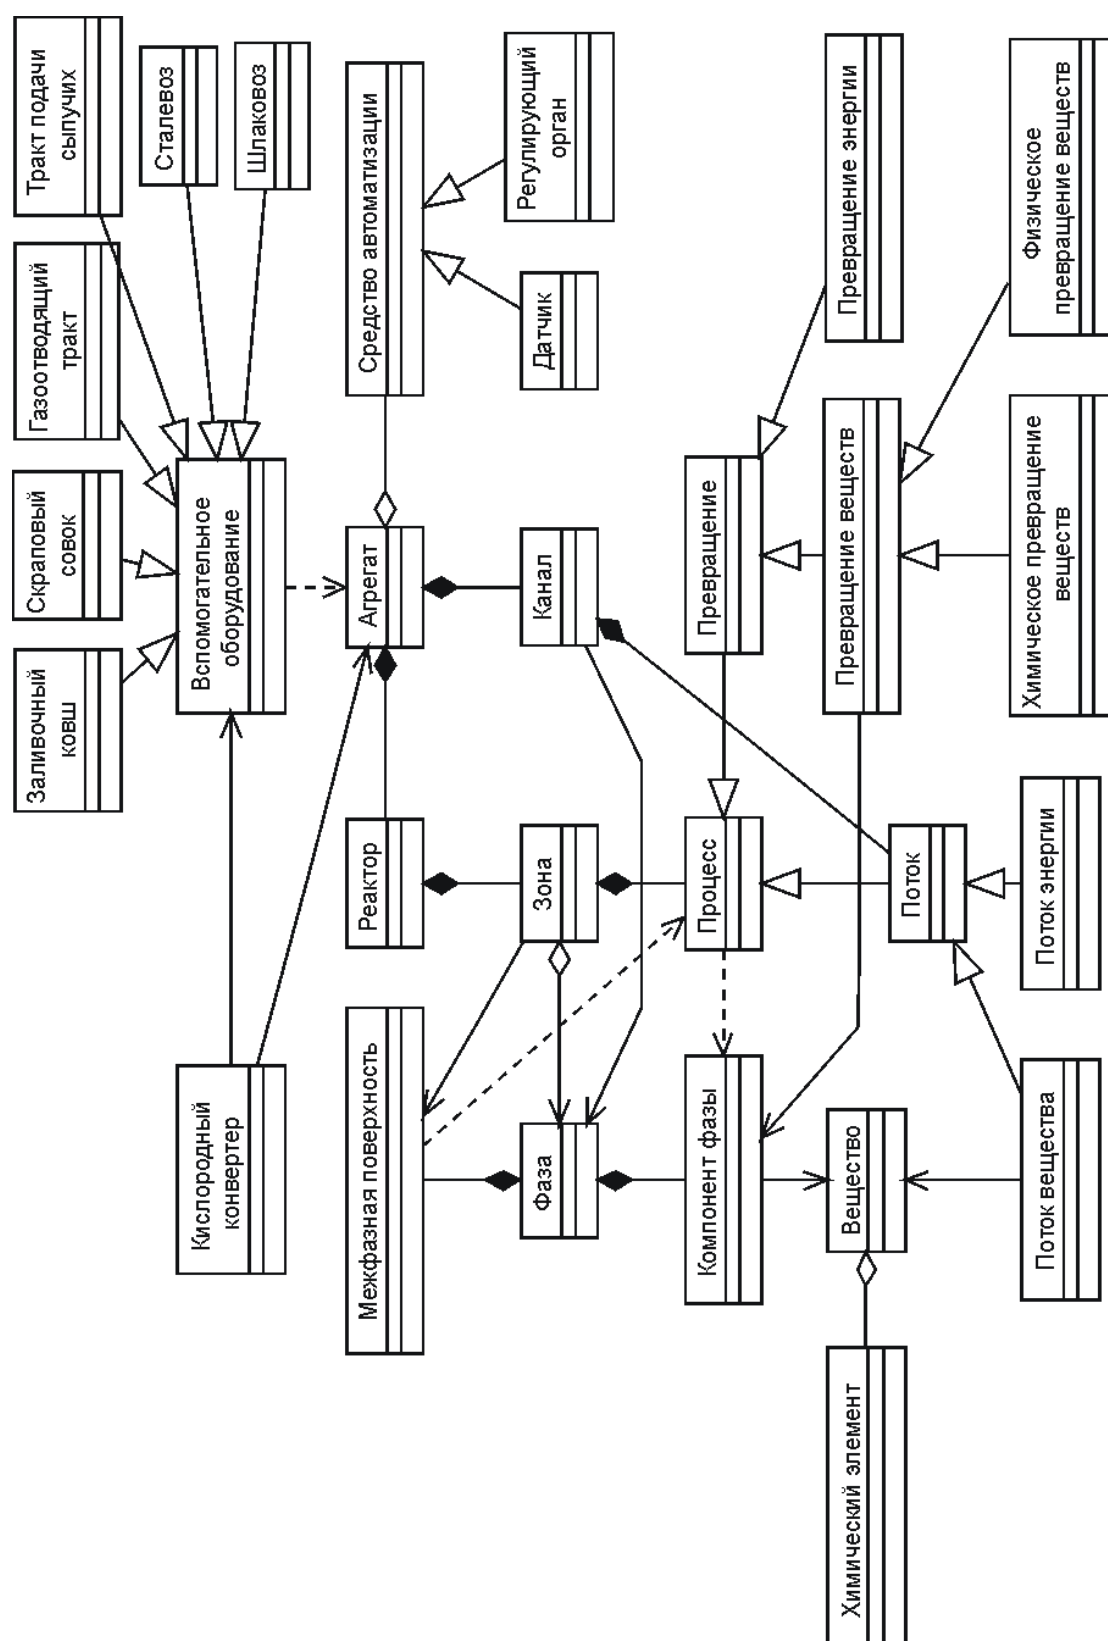 Заливочный
ковш
Скраповый
совок
Газоотводящий
тракт
Тракт подачи
сыпучих
Сталевоз
Кислородный
конвертер
Вспомогательное
оборудование
Шлаковоз
Межфазная поверхность
Реактор
Агрегат
Средство автоматизации
Фаза
Зона
Канал
Датчик
Регулирующий
орган
Компонент фазы
Процесс
Превращение
Химический элемент
Вещество
Превращение веществ
Превращение энергии
Поток
Поток вещества
Поток энергии
Химическое превращение
веществ
Физическое
превращение веществ